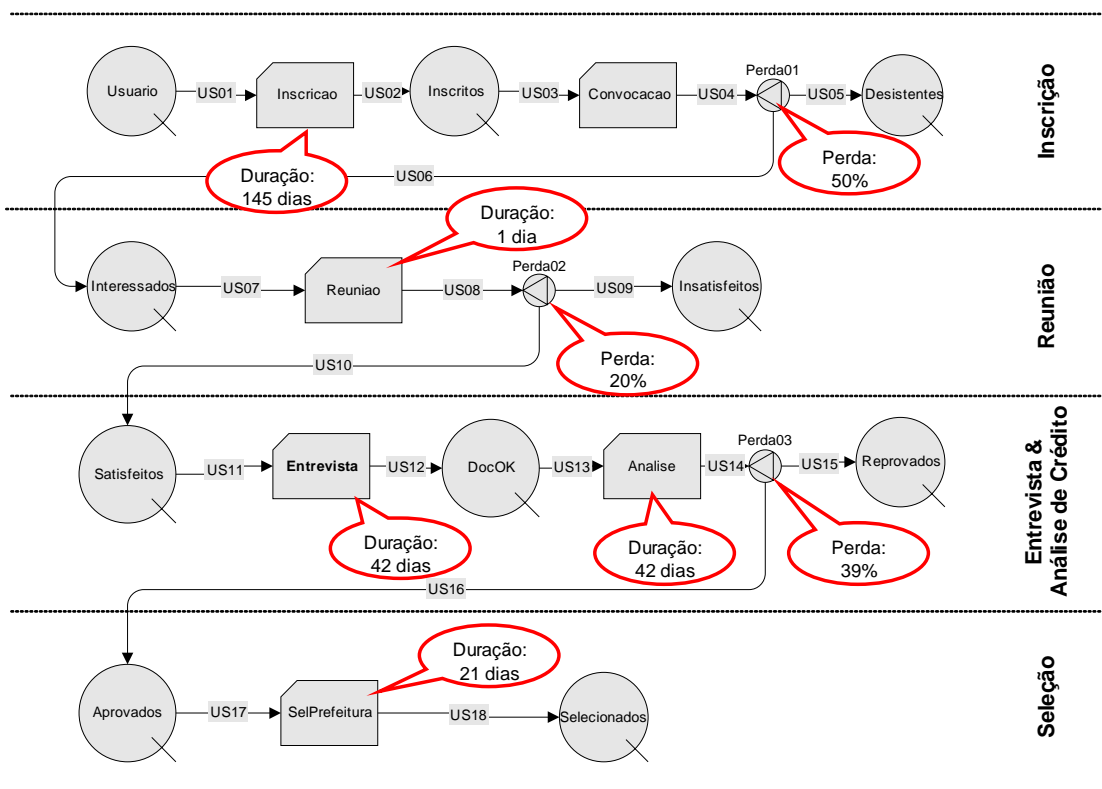 Perda01
Usuario
US01
Inscricao
US02
Inscritos
US03
Convocacao
US04
US05
Desistentes
Duração:
145 dias
US06
Perda:
50%
Inscrição
Duração:
1 dia
Perda02
Interessados
US07
Reuniao
US08
US09
Insatisfeitos
US10
Perda:
20%
Reunião
Perda03
Satisfeitos
US11
Entrevista
US12
DocOK
US13
Analise
US14
US15
Reprovados
Duração:
42 dias
Duração:
42 dias
Perda:
39%
US16
Entrevista &
Análise de Crédito
Duração:
21 dias
Aprovados
US17
SelPrefeitura
US18
Selecionados
Seleção